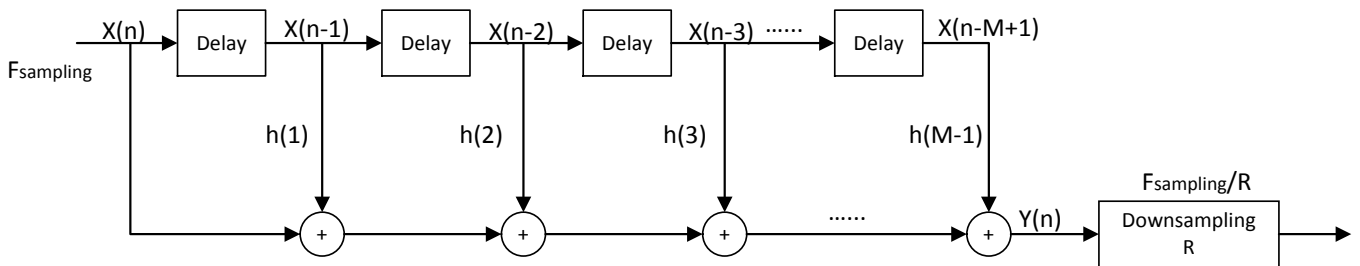 X(n)
Delay
X(n-1)
Delay
X(n-2)
Delay
X(n-3)
......
Delay
X(n-M+1)
Fsampling
h(1)
h(2)
h(3)
h(M-1)
Fsampling/R
+
+
+
......
+
Y(n)
Downsampling
R